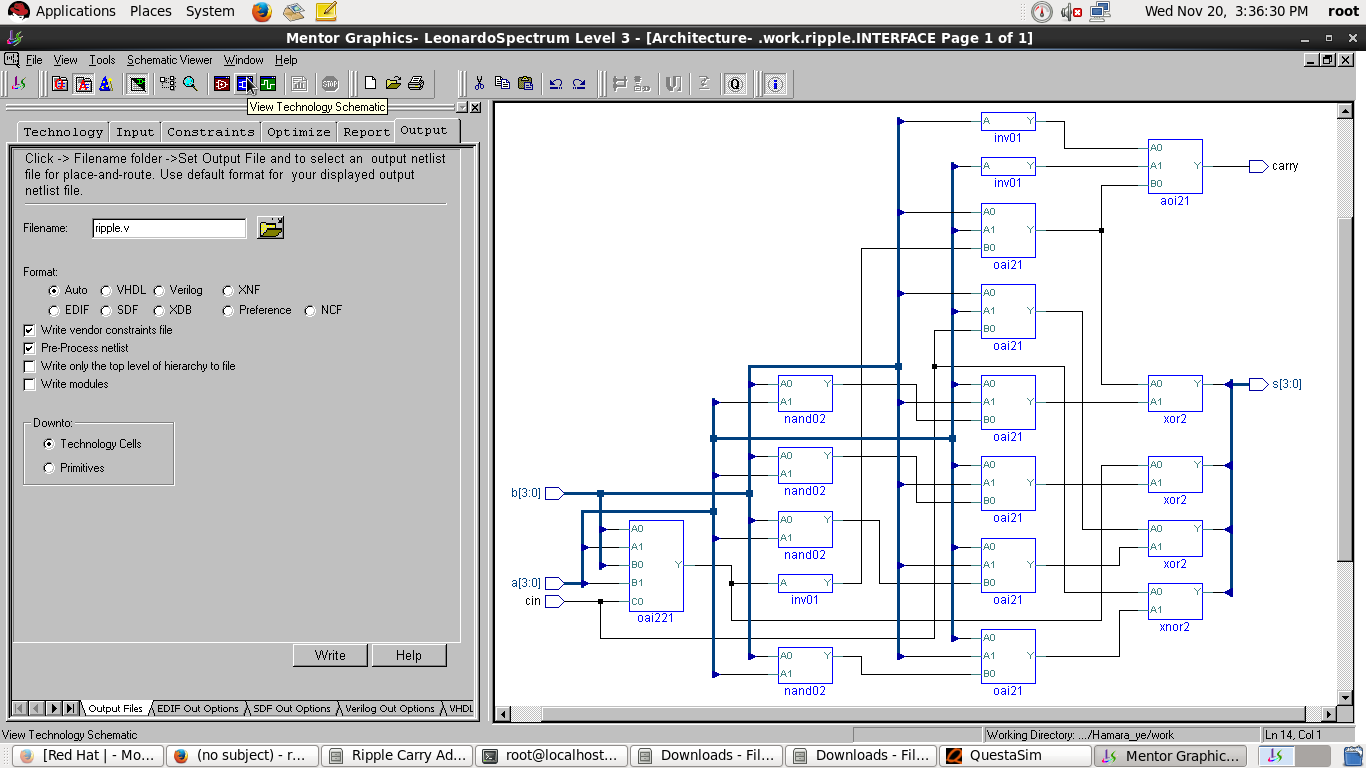 Applications Places System Wed Nov 20, 3:36:30 PM root
Mentor Graphics- LeonardoSpectrum Level 3 - [Architecture- .work.ripple.INTERFACE Page 1 of 1]
File View Tools Schematic Viewer Window Help
STOP Q
View Technology Schematic
Technology Input Constraints Optimize Report Output
Click -> Filename folder ->Set Output File and to select an output netlist
file for place-and-route. Use default format for your displayed output
netlist file.
Filename: ripple.v
Format:
Auto VHDL Verilog XNF
EDIF SDF XDB Preference NCF
Write vendor constraints file
Pre-Process netlist
Write only the top level of hierarchy to file
Write modules
Downto:
Technology Cells
Primitives
Write Help
Output Files EDIF Out Options SDF Out Options Verilog Out Options VHDL
A Y
inv01
A Y
inv01
A0
A1 Y
B0
aoi21
carry
A0
A1 Y
B0
oai21
A0
A1 Y
B0
oai21
A0 Y
A1
nand02
A0
A1 Y
B0
oai21
A0 Y
A1
xor2
s[3:0]
A0 Y
A1
nand02
A0
A1 Y
B0
oai21
A0 Y
A1
xor2
b[3:0]
A0
A1
B0 Y
B1
C0
oai221
a[3:0]
cin
A0 Y
A1
nand02
A Y
inv01
A0
A1 Y
B0
oai21
A0 Y
A1
xor2
A0 Y
A1
xnor2
A0 Y
A1
nand02
A0
A1 Y
B0
oai21
View Technology Schematic Working Directory: .../Hamara_ye/work Ln 14, Col 1
[Red Hat | - Mo... (no subject) - r... Ripple Carry Ad... root@localhost... Downloads - Fil... Downloads - Fil... QuestaSim Mentor Graphic...